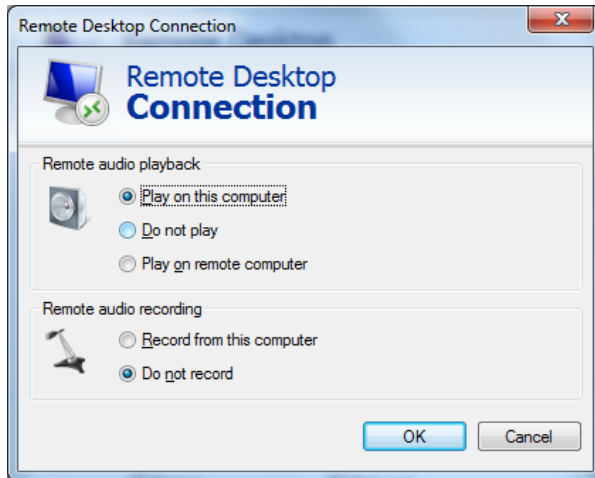 Remote Desktop Connection
Remote Desktop
Connection
Remote audio playback
Play on this computer
Do not play
Play on remote computer
Remote audio recording
Record from this computer
Do not record
OK
Cancel